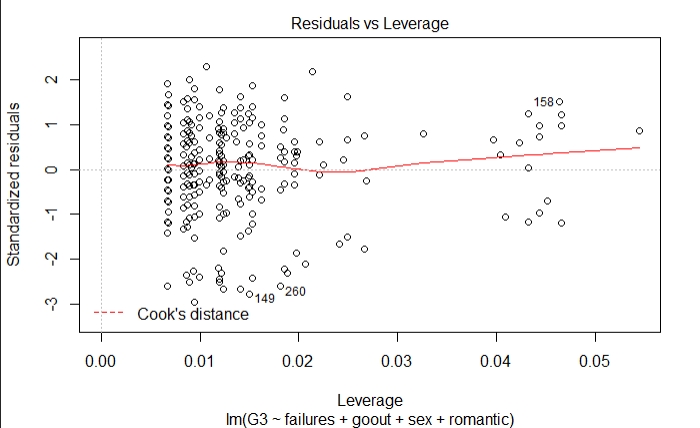 Residuals vs Leverage
Standardized residuals
2
1
0
-1
-2
-3
158
149
260
Cook's distance
0.00 0.01 0.02 0.03 0.04 0.05
Leverage
lm(G3 ~ failures + goout + sex + romantic)